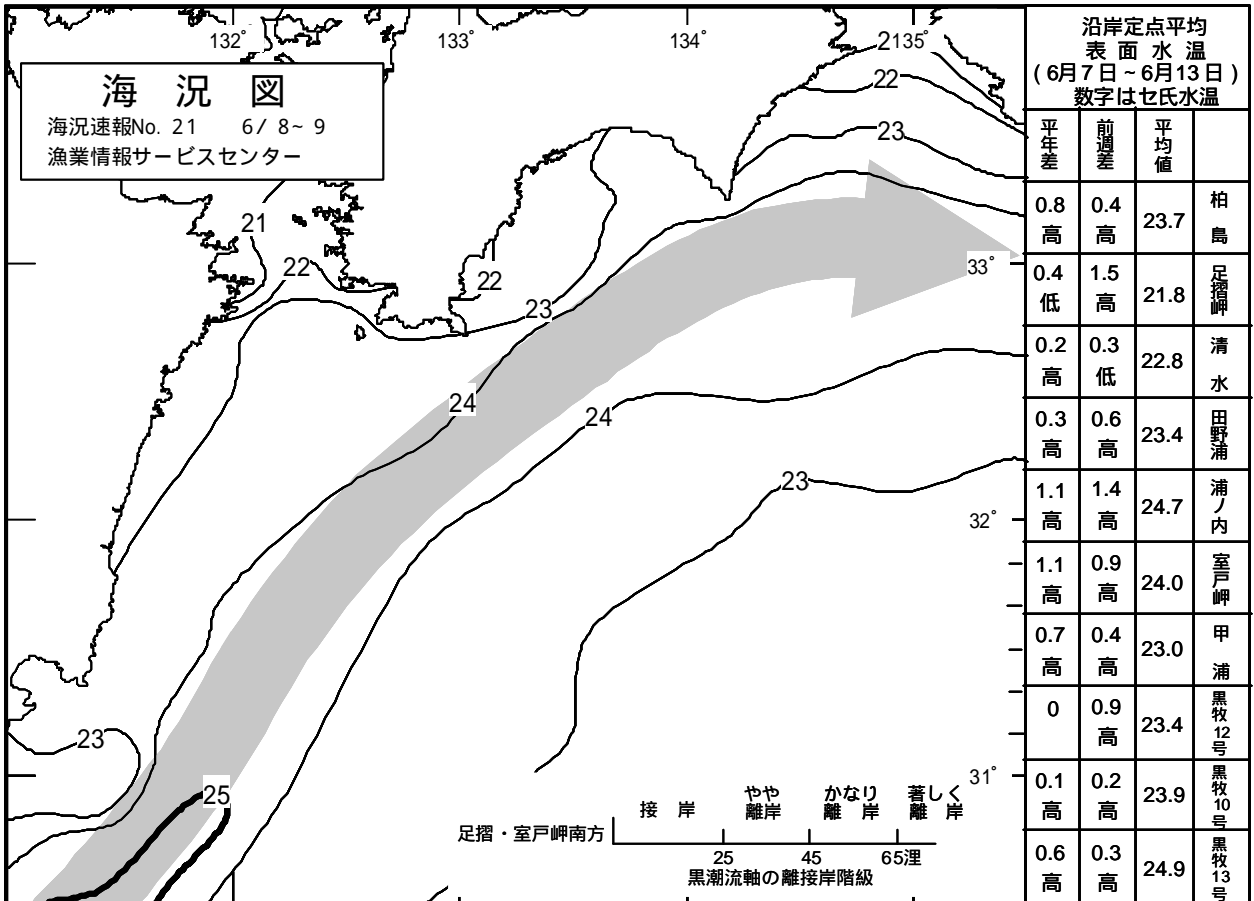 海況図
海況速報No. 21　6/ 8~ 9
漁業情報サービスセンター
132°
133°
134°
135°
33°
32°
31°
21
22
23
21
22
22
23
24
24
23
23
25
接岸
やや離岸
かなり離岸
著しく離岸
足摺・室戸岬南方
25 45 65浬
黒潮流軸の離接岸階級
沿岸定点平均
表面水温
(6月7日~6月13日)
数字はセ氏水温
平年差 前週差 平均値
0.8高 0.4高 23.7 柏島
0.4低 1.5高 21.8 足摺岬
0.2高 0.3低 22.8 清水
0.3高 0.6高 23.4 田野浦
1.1高 1.4高 24.7 浦ノ内
1.1高 0.9高 24.0 室戸岬
0.7高 0.4高 23.0 甲浦
0 0.9高 23.4 黒牧12号
0.1高 0.2高 23.9 黒牧10号
0.6高 0.3高 24.9 黒牧13号